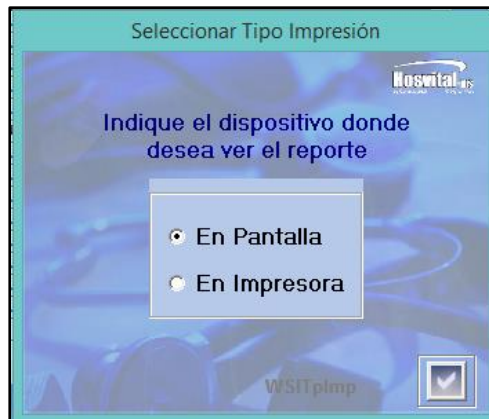 Seleccionar Tipo Impresión
Hosvital
Indique el dispositivo donde
desea ver el reporte
En Pantalla
En Impresora
WSITpImp